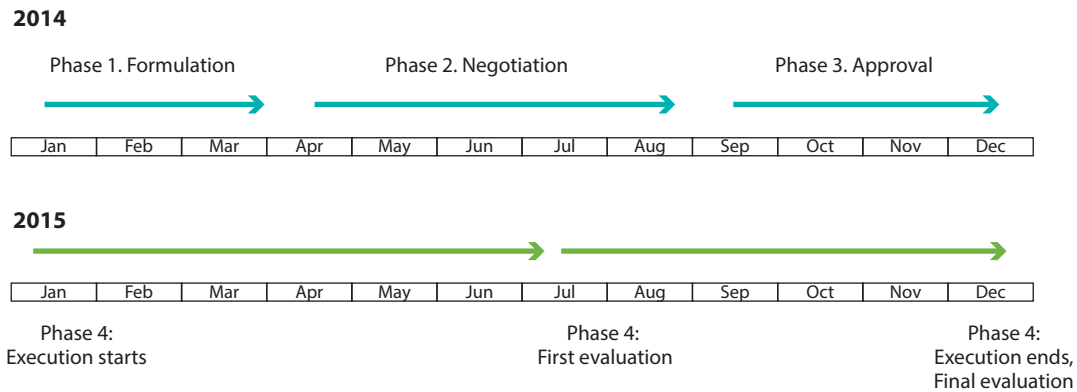 2014
Phase 1. Formulation Phase 2. Negotiation Phase 3. Approval
Jan Feb Mar Apr May Jun Jul Aug Sep Oct Nov Dec
2015
Jan Feb Mar Apr May Jun Jul Aug Sep Oct Nov Dec
Phase 4:
Execution starts
Phase 4:
First evaluation
Phase 4:
Execution ends,
Final evaluation